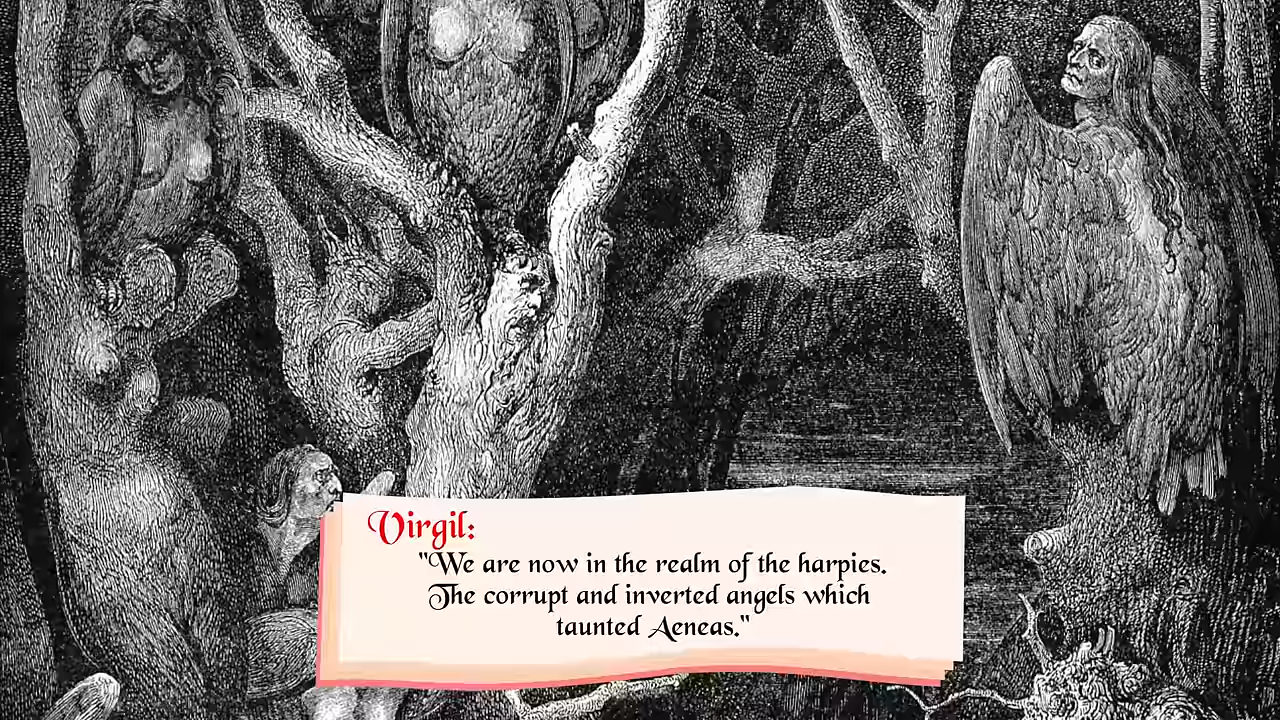 Virgil:
"We are now in the realm of the harpies.
The corrupt and inverted angels which
taunted Aeneas."